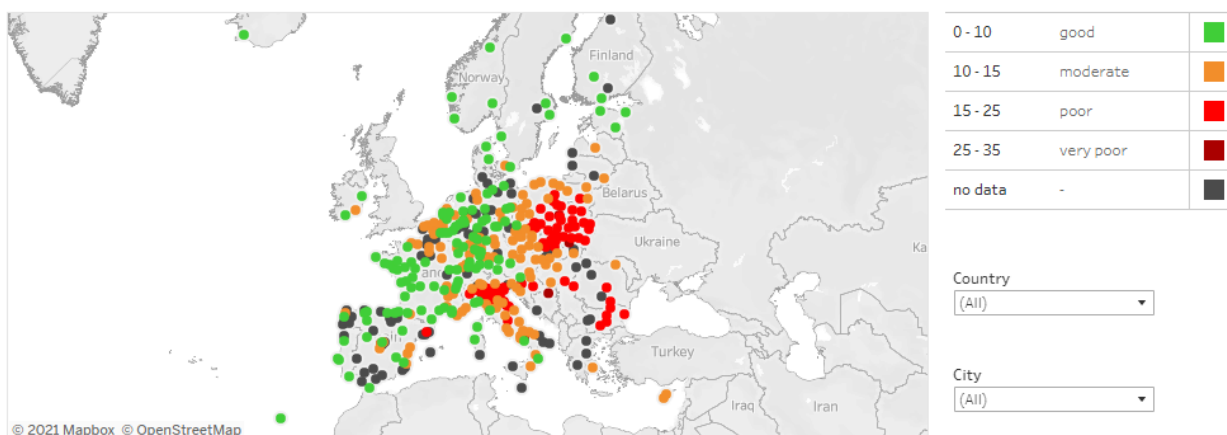 Finland
Norway
Belarus
Ukraine
Turkey
Iraq
Iran
Ka
© 2021 Mapbox © OpenStreetMap
0 - 10 good
10 - 15 moderate
15 - 25 poor
25 - 35 very poor
no data -
Country
(All)
City
(All)